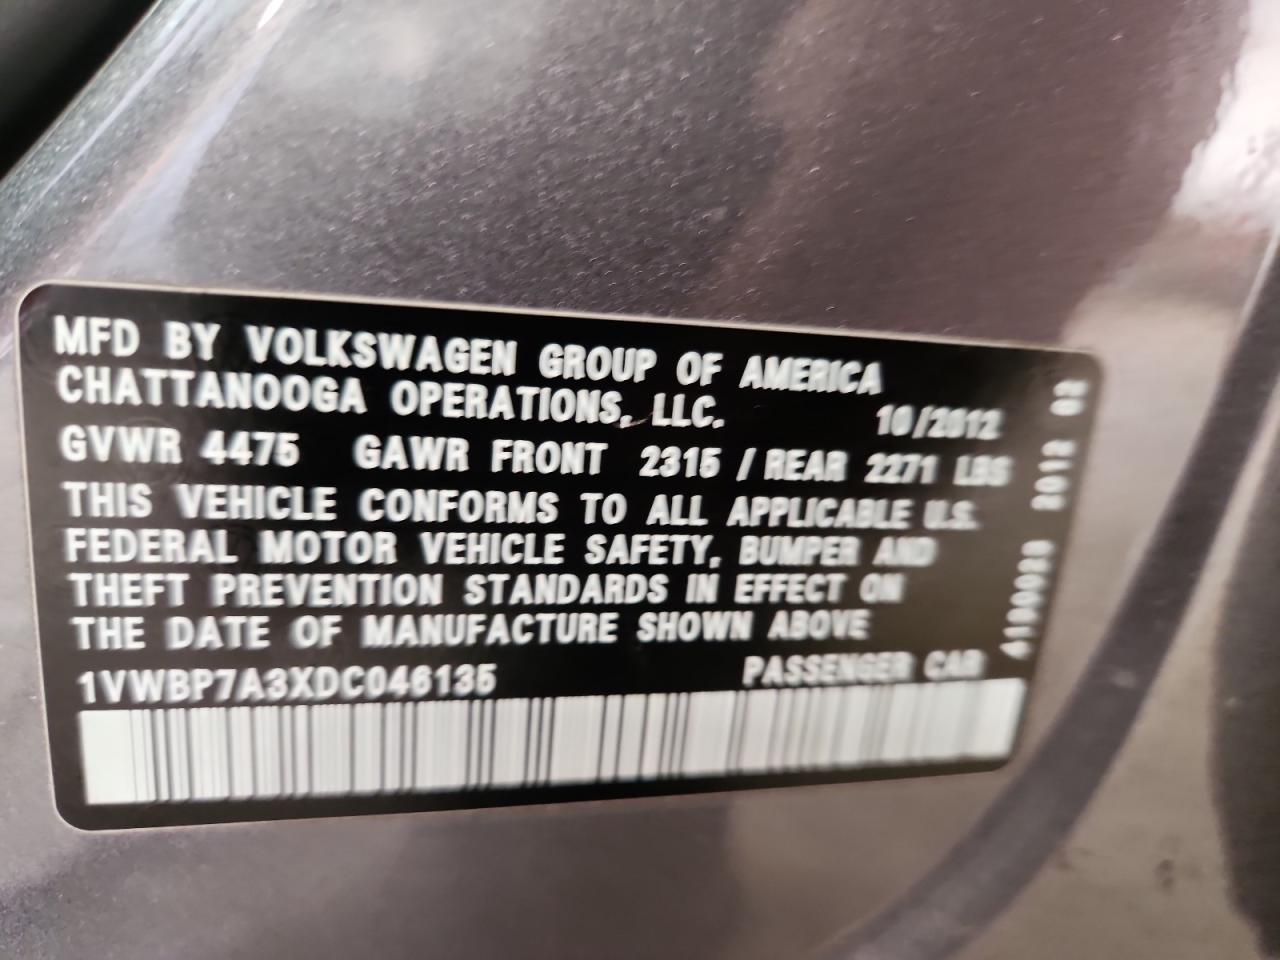 MFD BY VOLKSWAGEN GROUP OF AMERICA
CHATTANOOGA OPERATIONS, LLC. 10/2012
GVWR 4475 GAWR FRONT 2315 / REAR 2271 LBS
THIS VEHICLE CONFORMS TO ALL APPLICABLE U.S.
FEDERAL MOTOR VEHICLE SAFETY, BUMPER AND
THEFT PREVENTION STANDARDS IN EFFECT ON
THE DATE OF MANUFACTURE SHOWN ABOVE
1VWBP7A3XDC046135 PASSENGER CAR
2012 02